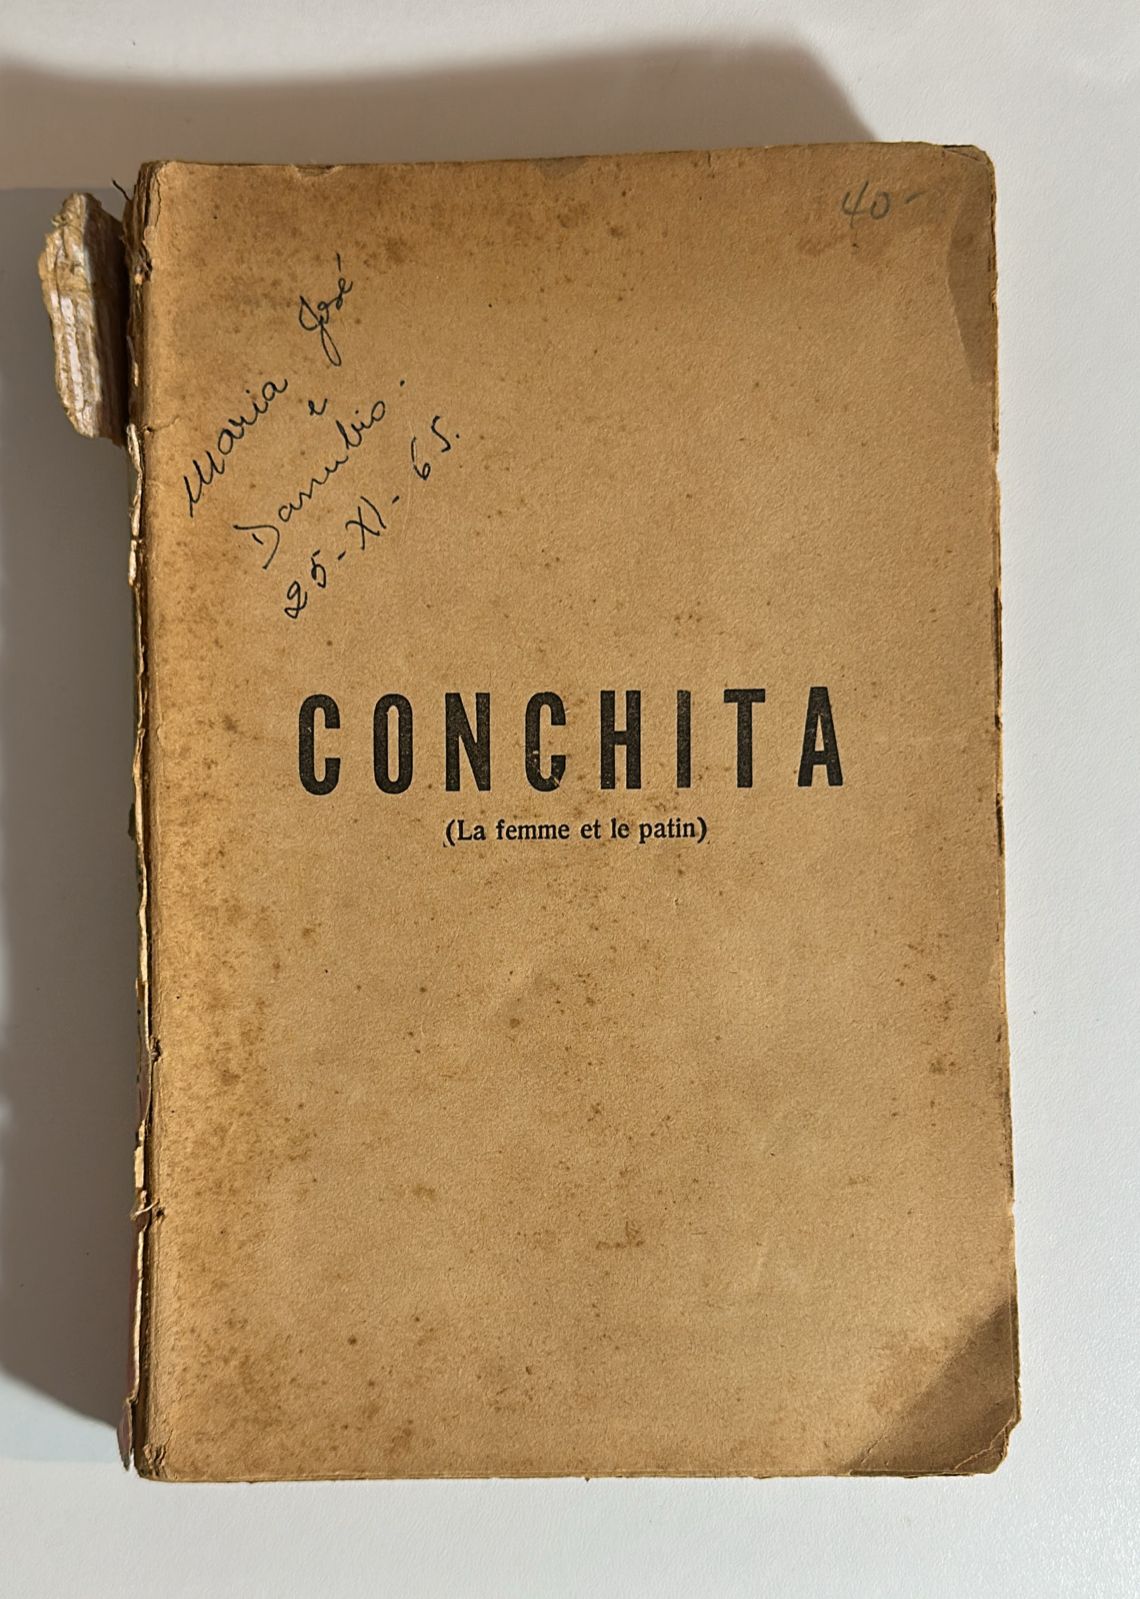 40-
Maria José
e
Danubio.
25-XI-65.
CONCHITA
(La femme et le patin)